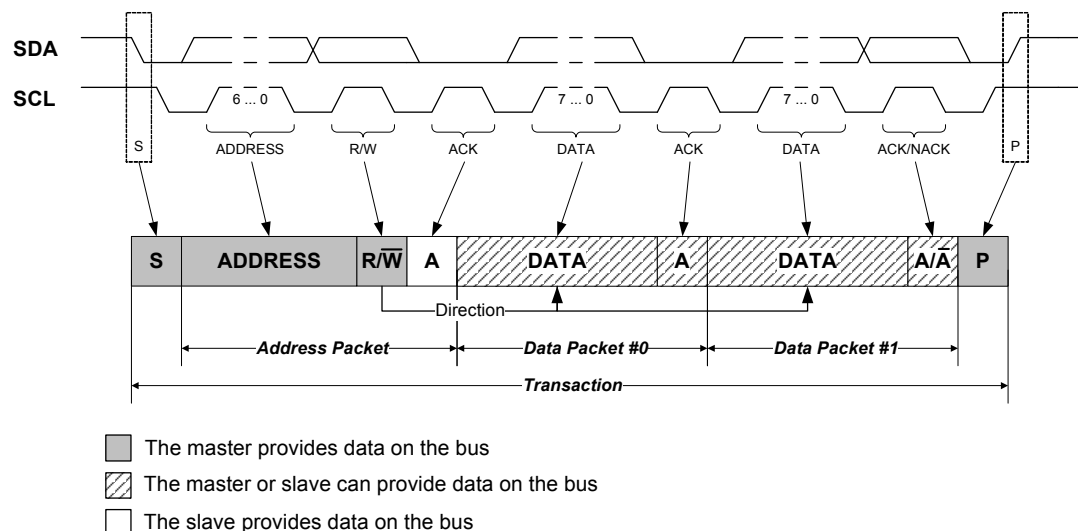 SDA
SCL
6 ... 0
7 ... 0
7 ... 0
S
ADDRESS
R/W
ACK
DATA
ACK
DATA
ACK/NACK
P
S
ADDRESS
R/W̅
A
DATA
A
DATA
A/A̅
P
Direction
Address Packet
Data Packet #0
Data Packet #1
Transaction
The master provides data on the bus
The master or slave can provide data on the bus
The slave provides data on the bus